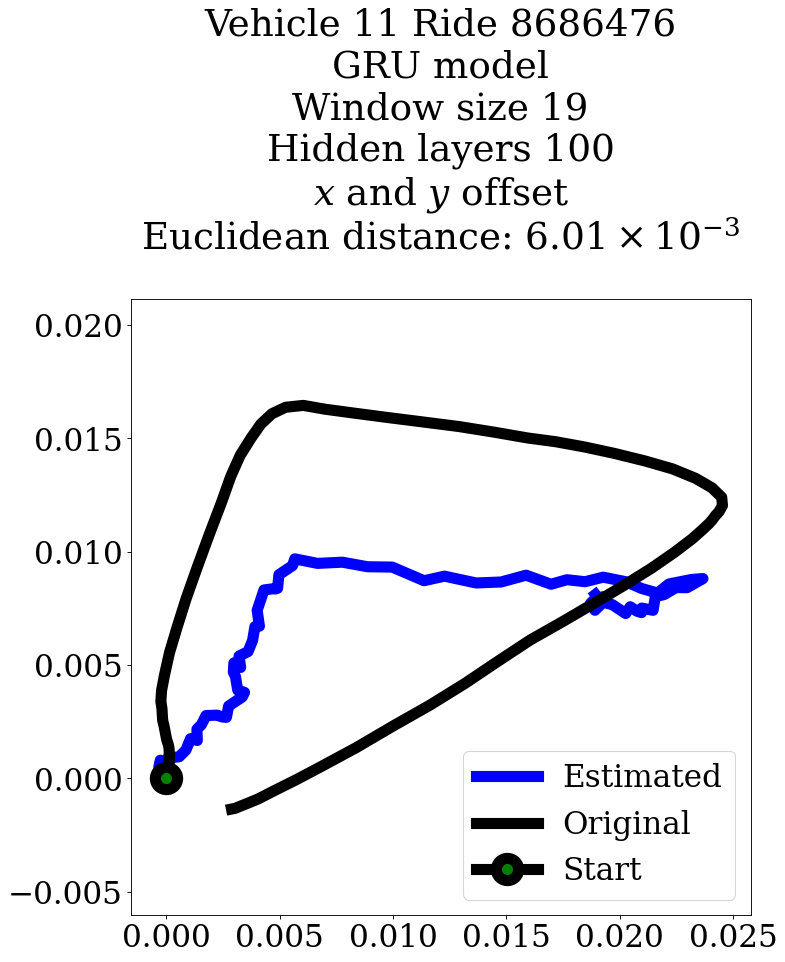 Vehicle 11 Ride 8686476
GRU model
Window size 19
Hidden layers 100
x and y offset
Euclidean distance: 6.01 × 10⁻³
0.020
0.015
0.010
0.005
0.000
−0.005
0.000 0.005 0.010 0.015 0.020 0.025
Estimated
Original
Start